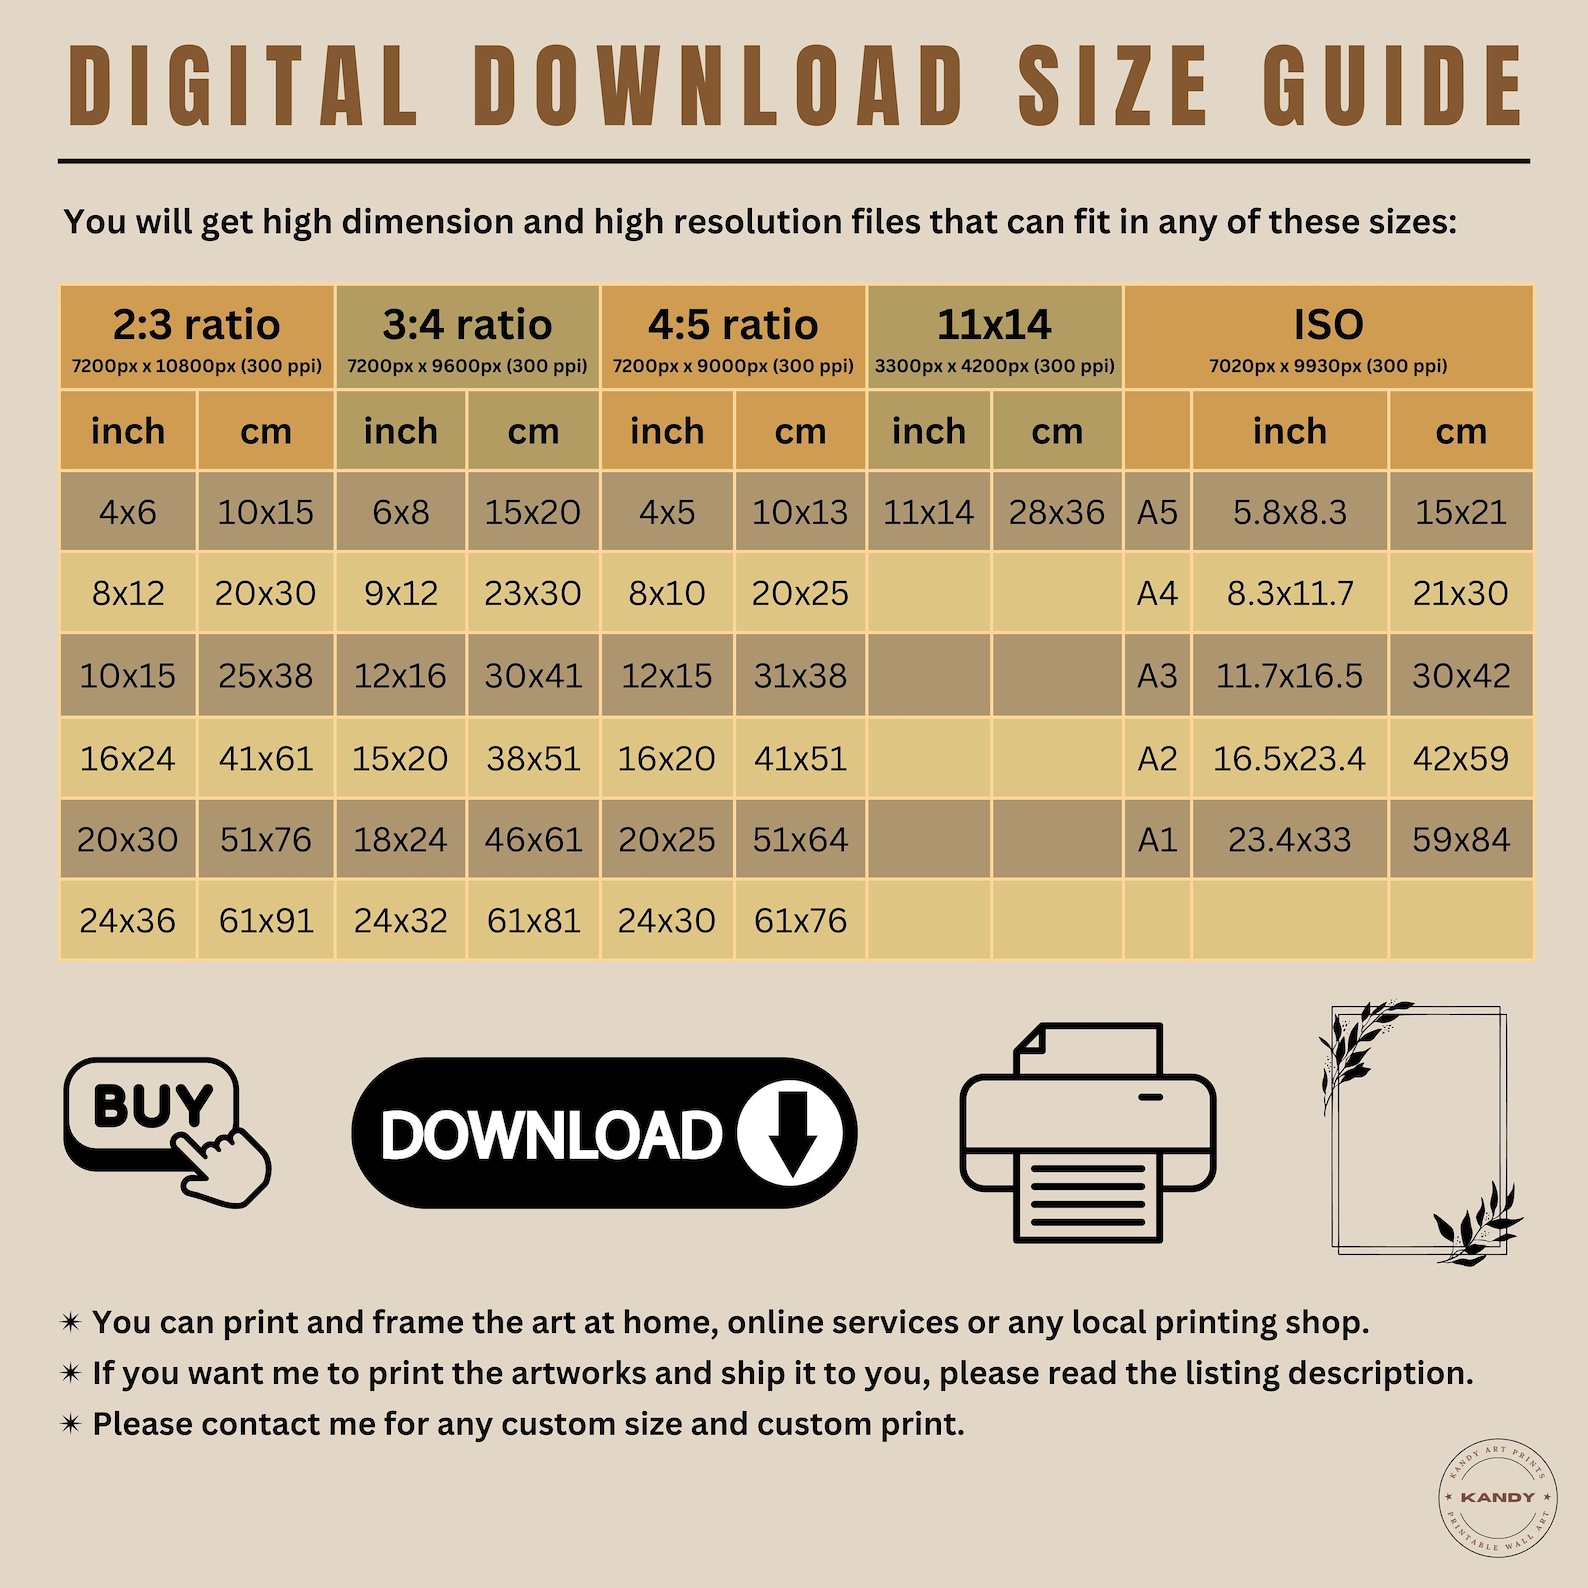 DIGITAL DOWNLOAD SIZE GUIDE
You will get high dimension and high resolution files that can fit in any of these sizes:
2:3 ratio 3:4 ratio 4:5 ratio 11x14 ISO
7200px x 10800px (300 ppi) 7200px x 9600px (300 ppi) 7200px x 9000px (300 ppi) 3300px x 4200px (300 ppi) 7020px x 9930px (300 ppi)
inch cm inch cm inch cm inch cm inch cm
4x6 10x15 6x8 15x20 4x5 10x13 11x14 28x36 A5 5.8x8.3 15x21
8x12 20x30 9x12 23x30 8x10 20x25 A4 8.3x11.7 21x30
10x15 25x38 12x16 30x41 12x15 31x38 A3 11.7x16.5 30x42
16x24 41x61 15x20 38x51 16x20 41x51 A2 16.5x23.4 42x59
20x30 51x76 18x24 46x61 20x25 51x64 A1 23.4x33 59x84
24x36 61x91 24x32 61x81 24x30 61x76
BUY
DOWNLOAD
✴ You can print and frame the art at home, online services or any local printing shop.
✴ If you want me to print the artworks and ship it to you, please read the listing description.
✴ Please contact me for any custom size and custom print.
KANDY ART PRINTS
★ KANDY ★
PRINTABLE WALL ART